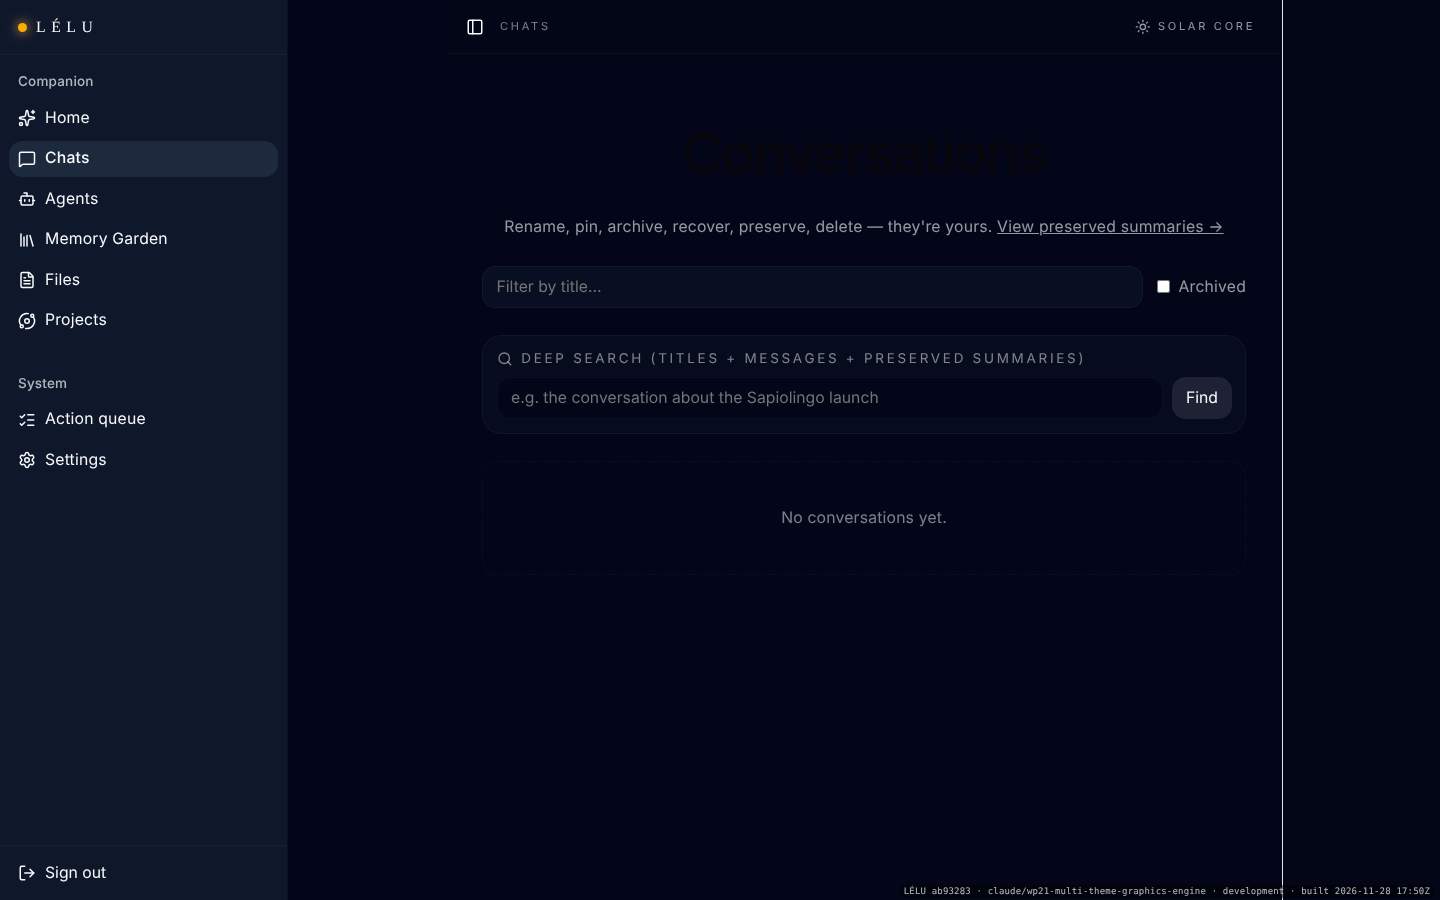 LÉLU
Companion
Home
Chats
Agents
Memory Garden
Files
Projects
System
Action queue
Settings
Sign out
CHATS
SOLAR CORE
Conversations
Rename, pin, archive, recover, preserve, delete — they're yours. View preserved summaries →
Filter by title...
Archived
DEEP SEARCH (TITLES + MESSAGES + PRESERVED SUMMARIES)
e.g. the conversation about the Sapiolingo launch
Find
No conversations yet.
LÉLU ab93283 · claude/wp21-multi-theme-graphics-engine · development · built 2026-11-28 17:50Z